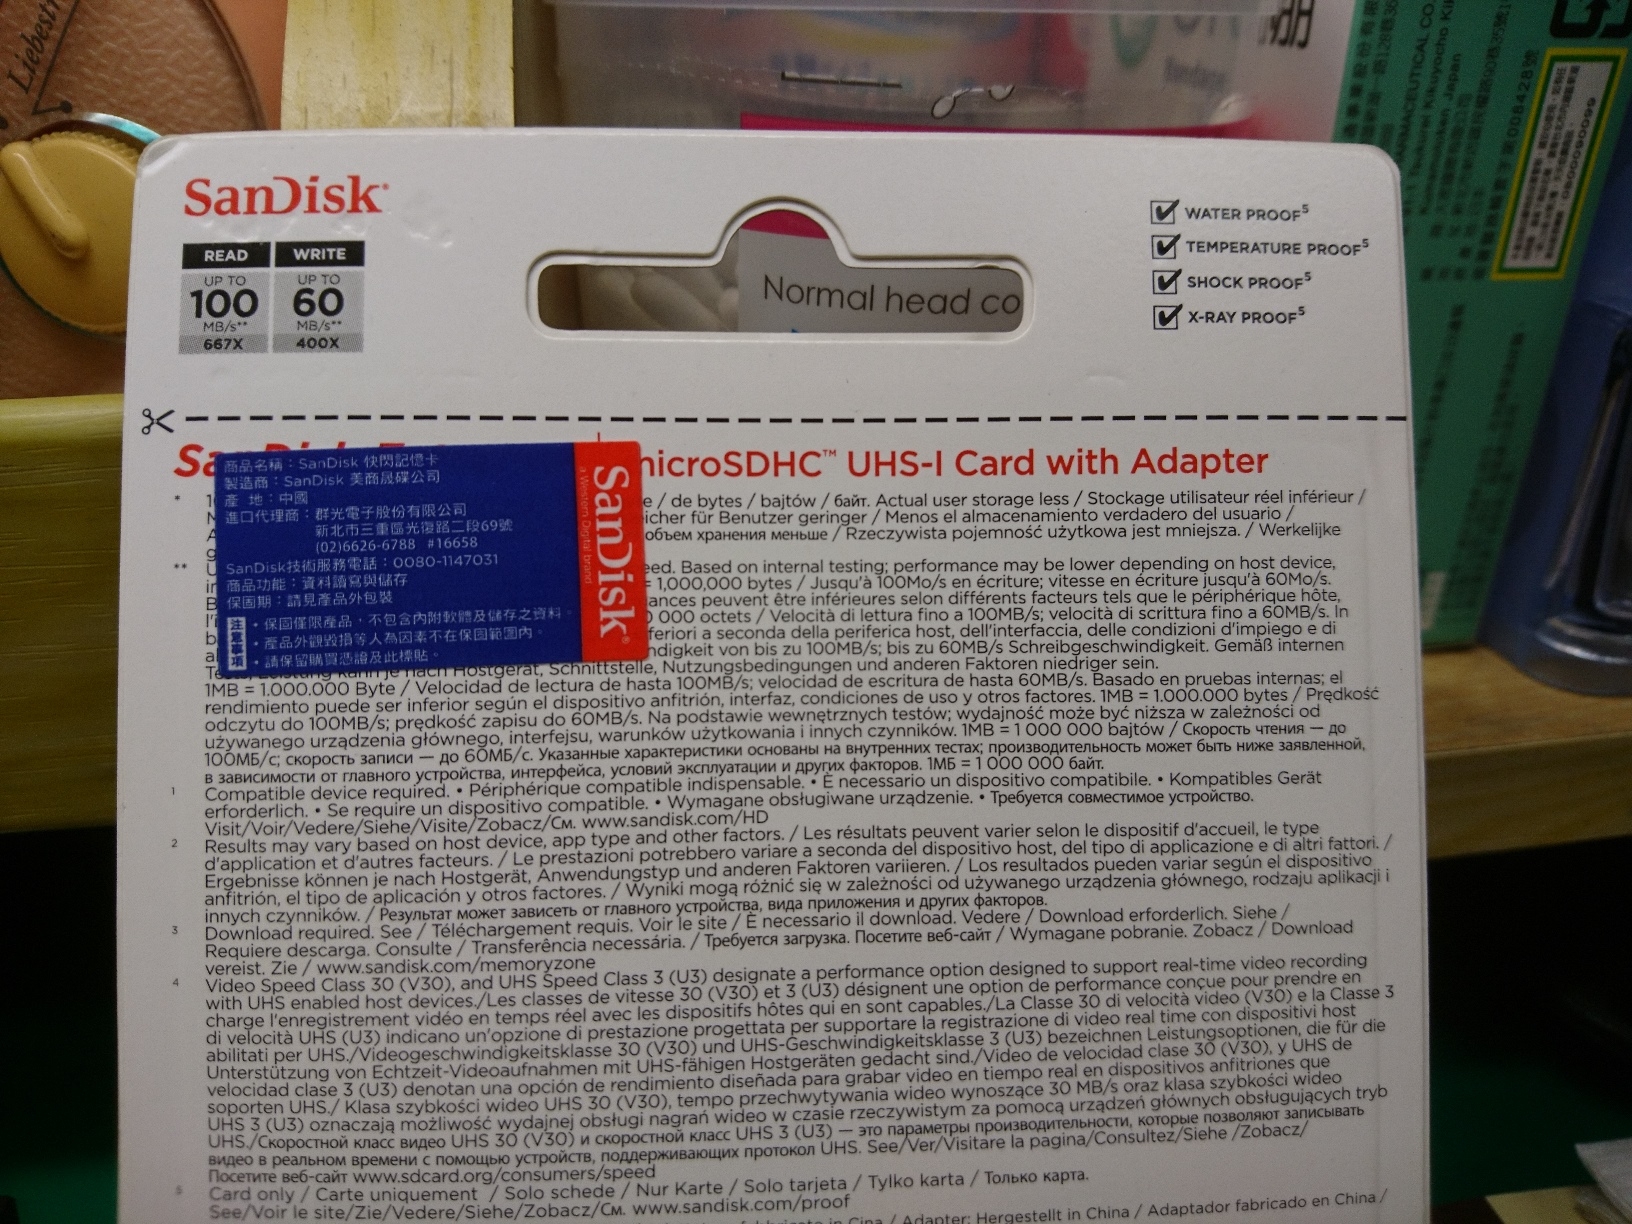 Liebestr
Normal head co
SanDisk
READ WRITE
UP TO UP TO
100 60
MB/s** MB/s**
667X 400X
WATER PROOF⁵
TEMPERATURE PROOF⁵
SHOCK PROOF⁵
X-RAY PROOF⁵
microSDHC™ UHS-I Card with Adapter
商品名稱：SanDisk 快閃記憶卡
製造商：SanDisk 美商晟碟公司
產 地：中國
進口代理商：群光電子股份有限公司
新北市三重區光復路二段69號
(02)6626-6788 #16658
SanDisk技術服務電話：0080-1147031
商品功能：資料讀寫與儲存
保固期：請見產品外包裝
注意事項
• 保固僅限產品，不包含內附軟體及儲存之資料。
• 產品外觀毀損等人為因素不在保固範圍內。
• 請保留購買憑證及此標貼。
SanDisk
a Western Digital brand
* e / de bytes / bajtów / байт. Actual user storage less / Stockage utilisateur réel inférieur /
icher für Benutzer geringer / Menos el almacenamiento verdadero del usuario /
объем хранения меньше / Rzeczywista pojemność użytkowa jest mniejsza. / Werkelijke
** eed. Based on internal testing; performance may be lower depending on host device,
= 1,000,000 bytes / Jusqu'à 100Mo/s en écriture; vitesse en écriture jusqu'à 60Mo/s.
ances peuvent être inférieures selon différents facteurs tels que le périphérique hôte,
0 000 octets / Velocità di lettura fino a 100MB/s; velocità di scrittura fino a 60MB/s. In
feriori a seconda della periferica host, dell'interfaccia, delle condizioni d'impiego e di
ndigkeit von bis zu 100MB/s; bis zu 60MB/s Schreibgeschwindigkeit. Gemäß internen
Tests, Leistung kann je nach Hostgerät, Schnittstelle, Nutzungsbedingungen und anderen Faktoren niedriger sein.
1MB = 1.000.000 Byte / Velocidad de lectura de hasta 100MB/s; velocidad de escritura de hasta 60MB/s. Basado en pruebas internas; el
rendimiento puede ser inferior según el dispositivo anfitrión, interfaz, condiciones de uso y otros factores. 1MB = 1.000.000 bytes / Prędkość
odczytu do 100MB/s; prędkość zapisu do 60MB/s. Na podstawie wewnętrznych testów; wydajność może być niższa w zależności od
używanego urządzenia głównego, interfejsu, warunków użytkowania i innych czynników. 1MB = 1 000 000 bajtów / Скорость чтения — до
100МБ/с; скорость записи — до 60МБ/с. Указанные характеристики основаны на внутренних тестах; производительность может быть ниже заявленной,
в зависимости от главного устройства, интерфейса, условий эксплуатации и других факторов. 1МБ = 1 000 000 байт.
¹ Compatible device required. • Périphérique compatible indispensable. • È necessario un dispositivo compatibile. • Kompatibles Gerät
erforderlich. • Se require un dispositivo compatible. • Wymagane obsługiwane urządzenie. • Требуется совместимое устройство.
Visit/Voir/Vedere/Siehe/Visite/Zobacz/См. www.sandisk.com/HD
² Results may vary based on host device, app type and other factors. / Les résultats peuvent varier selon le dispositif d'accueil, le type
d'application et d'autres facteurs. / Le prestazioni potrebbero variare a seconda del dispositivo host, del tipo di applicazione e di altri fattori. /
Ergebnisse können je nach Hostgerät, Anwendungstyp und anderen Faktoren variieren. / Los resultados pueden variar según el dispositivo
anfitrión, el tipo de aplicación y otros factores. / Wyniki mogą różnić się w zależności od używanego urządzenia głównego, rodzaju aplikacji i
innych czynników. / Результат может зависеть от главного устройства, вида приложения и других факторов.
³ Download required. See / Téléchargement requis. Voir le site / È necessario il download. Vedere / Download erforderlich. Siehe /
Requiere descarga. Consulte / Transferência necessária. / Требуется загрузка. Посетите веб-сайт / Wymagane pobranie. Zobacz / Download
vereist. Zie / www.sandisk.com/memoryzone
⁴ Video Speed Class 30 (V30), and UHS Speed Class 3 (U3) designate a performance option designed to support real-time video recording
with UHS enabled host devices./Les classes de vitesse 30 (V30) et 3 (U3) désignent une option de performance conçue pour prendre en
charge l'enregistrement vidéo en temps réel avec les dispositifs hôtes qui en sont capables./La Classe 30 di velocità video (V30) e la Classe 3
di velocità UHS (U3) indicano un'opzione di prestazione progettata per supportare la registrazione di video real time con dispositivi host
abilitati per UHS./Videogeschwindigkeitsklasse 30 (V30) und UHS-Geschwindigkeitsklasse 3 (U3) bezeichnen Leistungsoptionen, die für die
Unterstützung von Echtzeit-Videoaufnahmen mit UHS-fähigen Hostgeräten gedacht sind./Video de velocidad clase 30 (V30), y UHS de
velocidad clase 3 (U3) denotan una opción de rendimiento diseñada para grabar video en tiempo real en dispositivos anfitriones que
soporten UHS./ Klasa szybkości wideo UHS 30 (V30), tempo przechwytywania wideo wynoszące 30 MB/s oraz klasa szybkości wideo
UHS 3 (U3) oznaczają możliwość wydajnej obsługi nagrań wideo w czasie rzeczywistym za pomocą urządzeń głównych obsługujących tryb
UHS./Скоростной класс видео UHS 30 (V30) и скоростной класс UHS 3 (U3) — это параметры производительности, которые позволяют записывать
видео в реальном времени с помощью устройств, поддерживающих протокол UHS. See/Ver/Visitare la pagina/Consultez/Siehe /Zobacz/
Посетите веб-сайт www.sdcard.org/consumers/speed
⁵ Card only / Carte uniquement / Solo schede / Nur Karte / Solo tarjeta / Tylko karta / Только карта.
See/Voir le site/Zie/Vedere/Siehe/Zobacz/См. www.sandisk.com/proof
Cina / Adapter: Hergestellt in China / Adaptador fabricado en China /